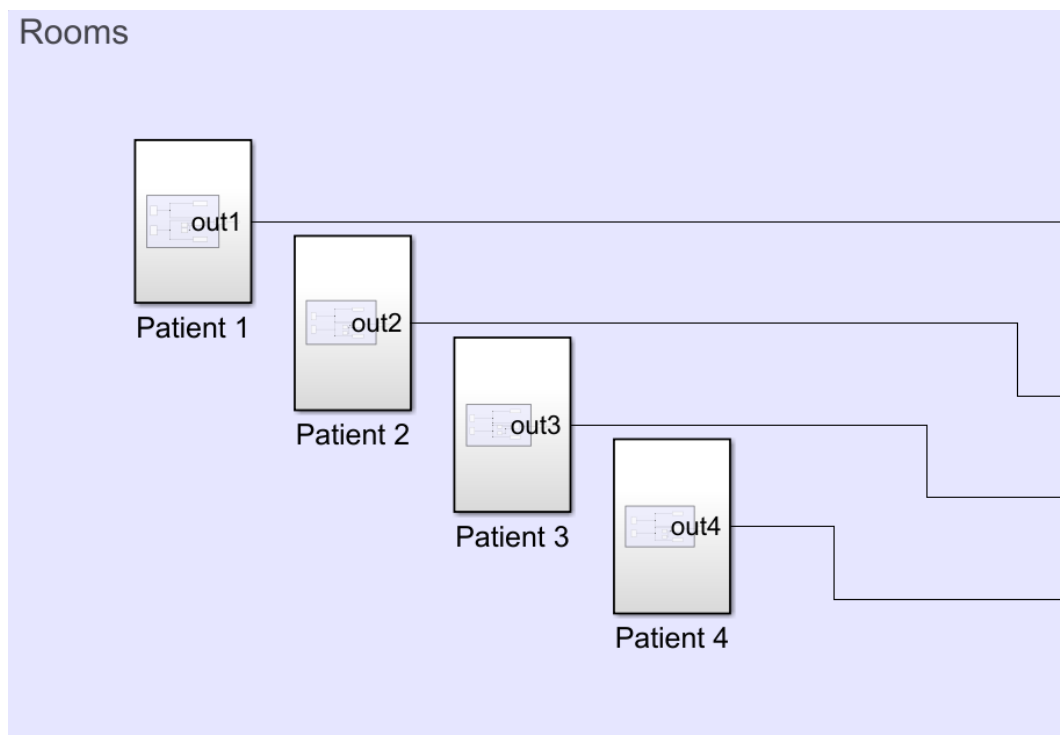 Rooms
out1
Patient 1
out2
Patient 2
out3
Patient 3
out4
Patient 4